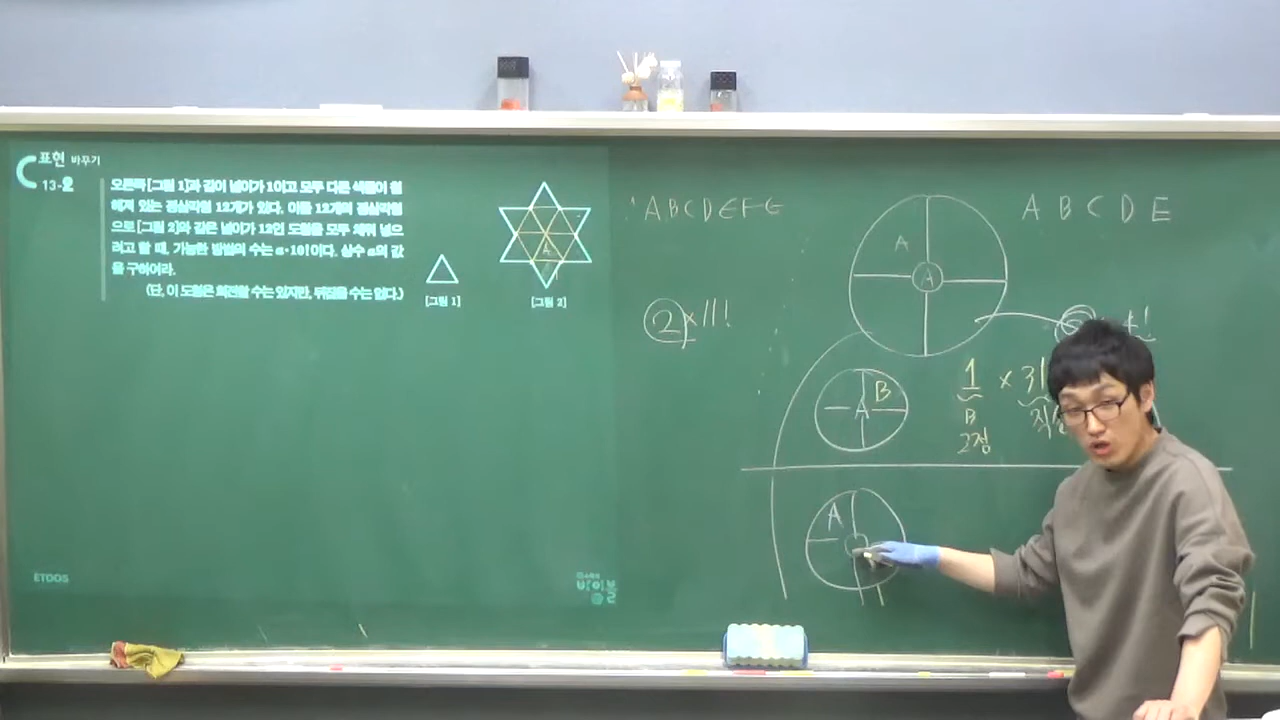 표현 바꾸기
C 13-2
오른쪽 [그림 1]과 같이 넓이가 1이고 모두 다른 색들이 칠
해져 있는 정삼각형 12개가 있다. 이들 12개의 정삼각형
으로 [그림 2]와 같은 넓이가 12인 도형을 모두 채워 넣으
려고 할 때, 가능한 방법의 수는 a·10!이다. 상수 a의 값
을 구하여라.
(단, 이 도형은 회전할 수는 있지만, 뒤집을 수는 없다.)
[그림 1]
A
[그림 2]
A B C D E F G
A B C D E
A
A
② × 11!
4!
A
B
1 × 3!
B
2정
A
ETOOS